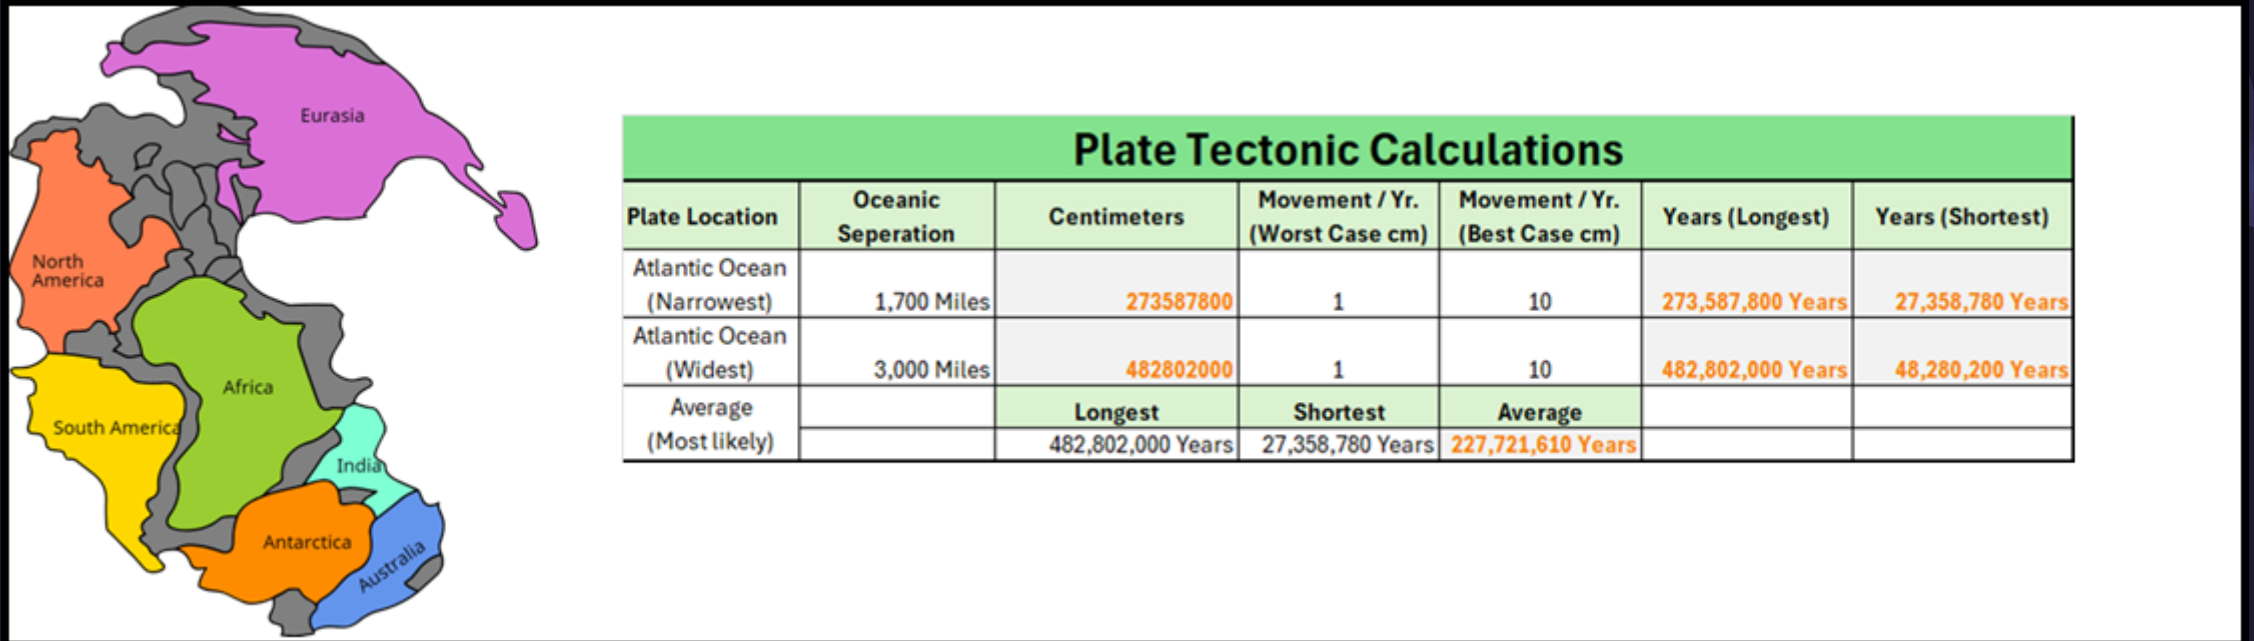 Eurasia
North
America
Africa
South America
India
Antarctica
Australia
Plate Tectonic Calculations
Plate Location
Oceanic
Seperation
Centimeters
Movement / Yr.
(Worst Case cm)
Movement / Yr.
(Best Case cm)
Years (Longest)
Years (Shortest)
Atlantic Ocean
(Narrowest)
1,700 Miles
273587800
1
10
273,587,800 Years
27,358,780 Years
Atlantic Ocean
(Widest)
3,000 Miles
482802000
1
10
482,802,000 Years
48,280,200 Years
Average
(Most likely)
Longest
Shortest
Average
482,802,000 Years
27,358,780 Years
227,721,610 Years